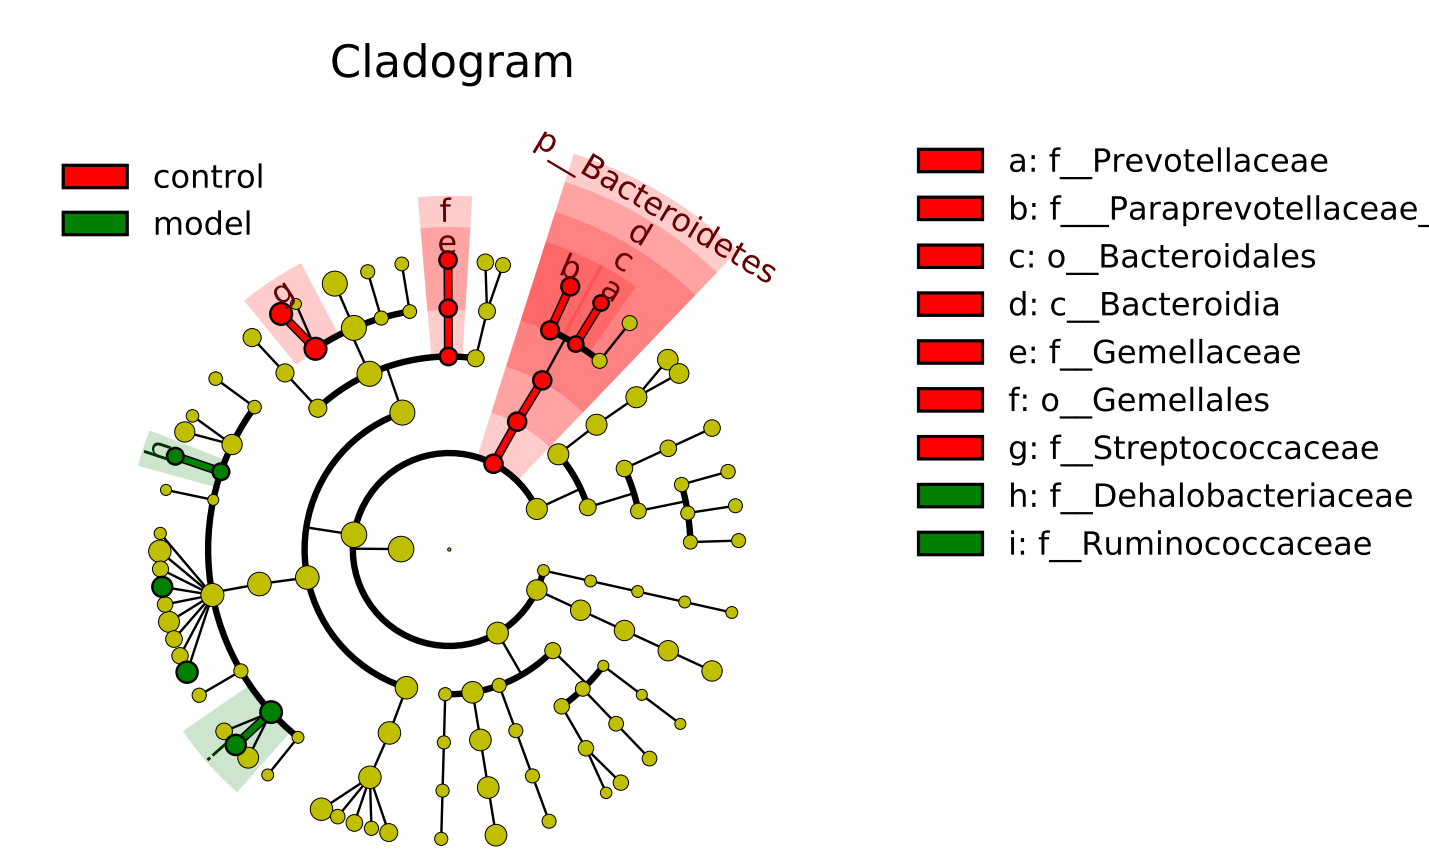 Cladogram
control
model
p__Bacteroidetes
f
e
d
c
b
a
g
h
i
a: f__Prevotellaceae
b: f___Paraprevotellaceae_
c: o__Bacteroidales
d: c__Bacteroidia
e: f__Gemellaceae
f: o__Gemellales
g: f__Streptococcaceae
h: f__Dehalobacteriaceae
i: f__Ruminococcaceae